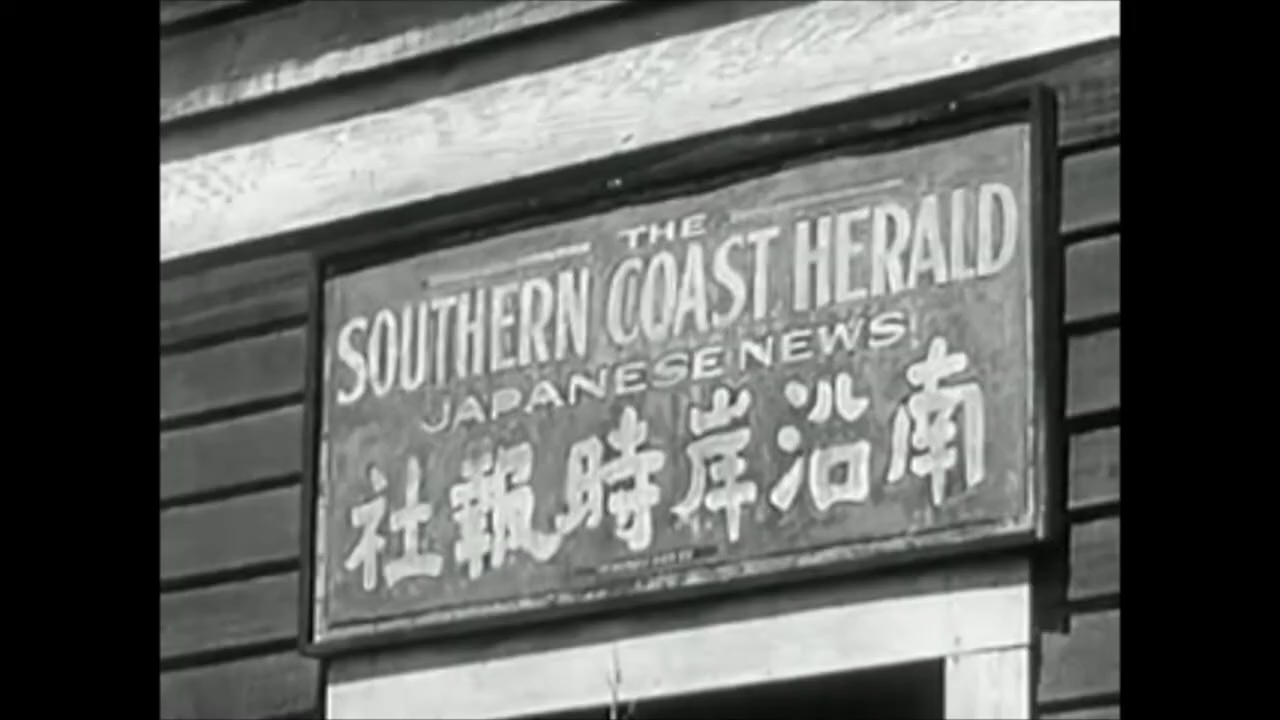 THE
SOUTHERN COAST HERALD
JAPANESE NEWS
南沿岸時報社